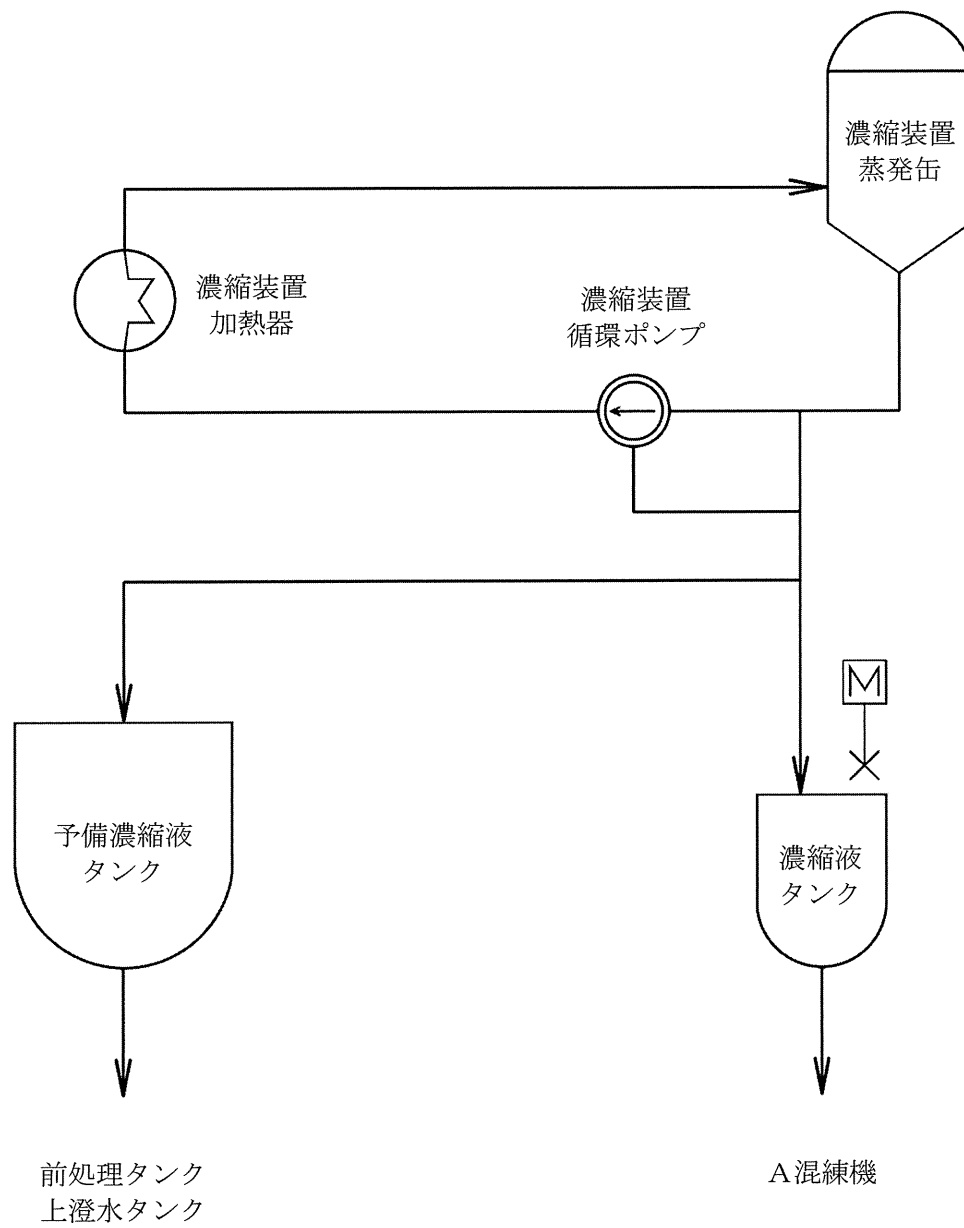 濃縮装置
蒸発缶
濃縮装置
加熱器
濃縮装置
循環ポンプ
M
予備濃縮液
タンク
濃縮液
タンク
前処理タンク
上澄水タンク
A混練機